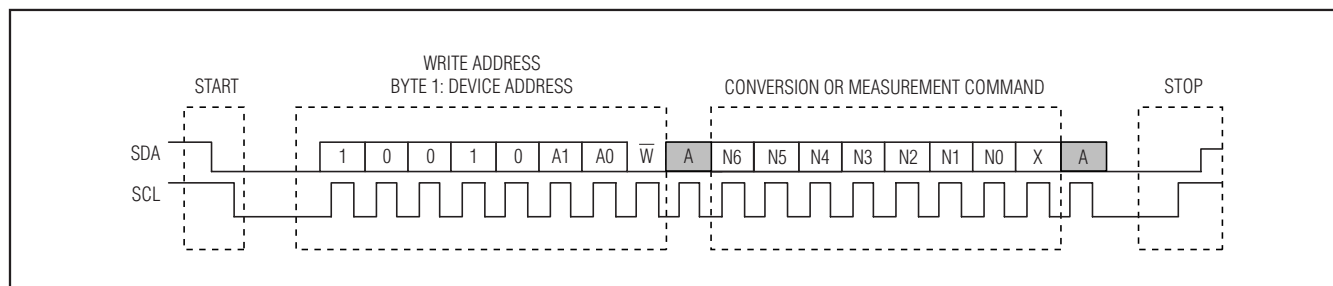 WRITE ADDRESS
START BYTE 1: DEVICE ADDRESS CONVERSION OR MEASUREMENT COMMAND STOP
SDA 1 0 0 1 0 A1 A0 W̅ A N6 N5 N4 N3 N2 N1 N0 X A
SCL